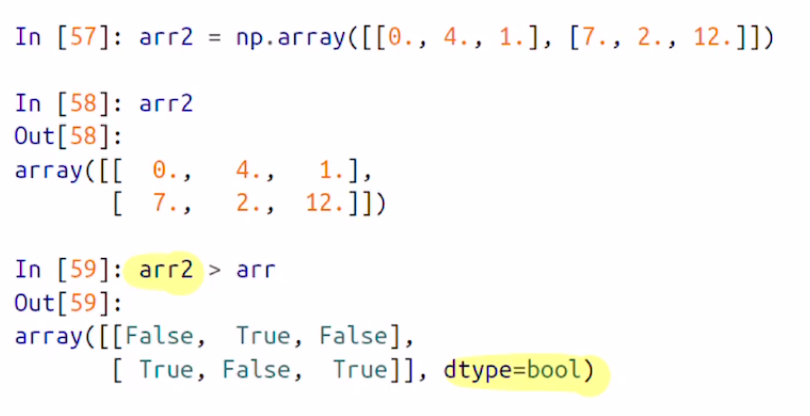 In [57]: arr2 = np.array([[0., 4., 1.], [7., 2., 12.]])
In [58]: arr2
Out[58]:
array([[  0.,   4.,   1.],
       [  7.,   2.,  12.]])
In [59]: arr2 > arr
Out[59]:
array([[False,  True, False],
       [ True, False,  True]], dtype=bool)